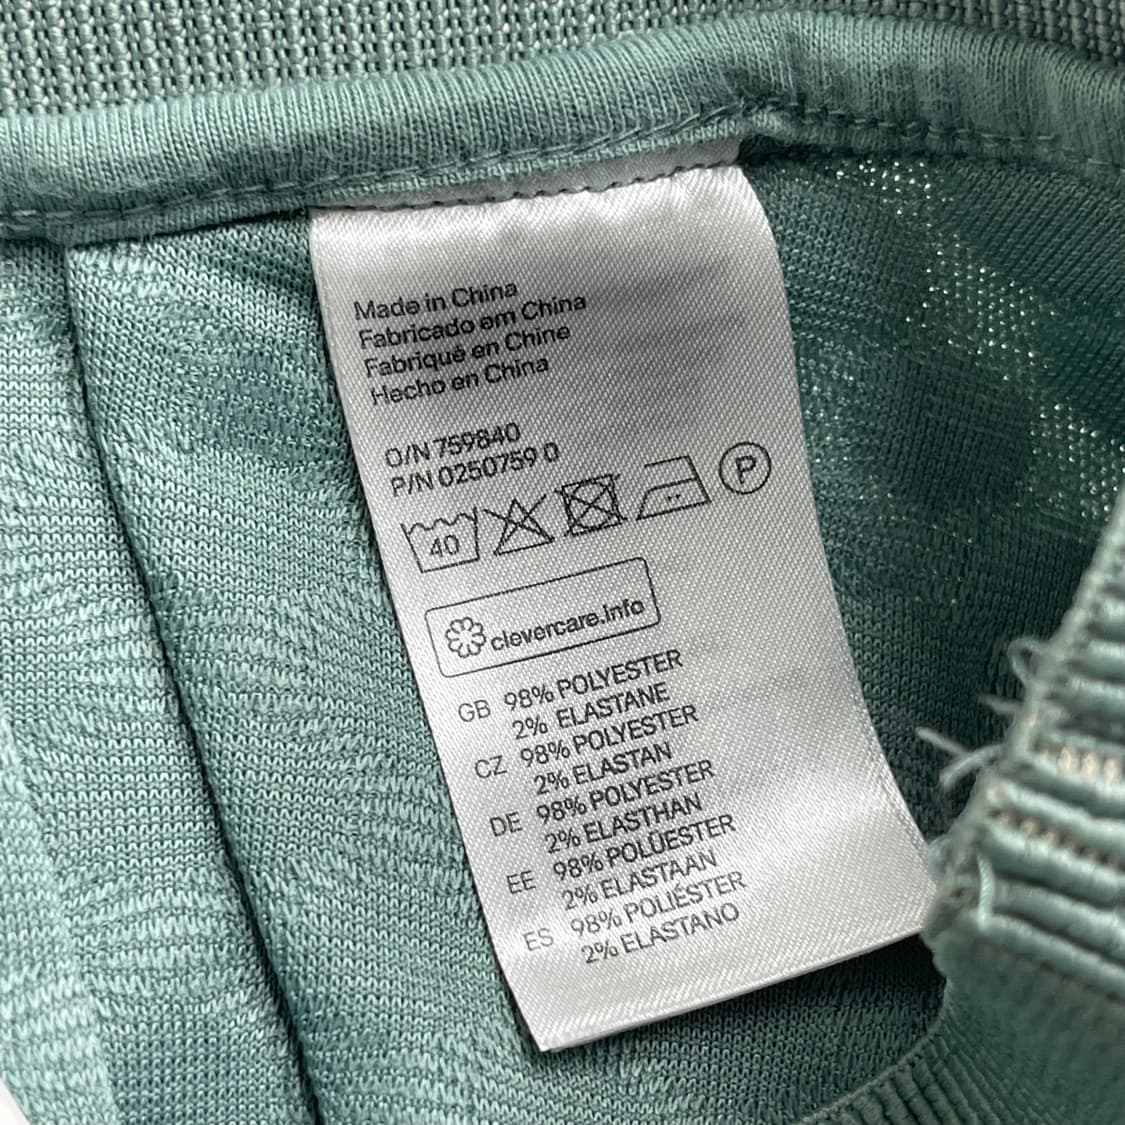 Made in China
Fabricado em China
Fabriqué en Chine
Hecho en China
O/N 759840
P/N 0250759 0
40 P
clevercare.info
GB 98% POLYESTER
2% ELASTANE
CZ 98% POLYESTER
2% ELASTAN
DE 98% POLYESTER
2% ELASTHAN
EE 98% POLÜESTER
2% ELASTAAN
ES 98% POLIÉSTER
2% ELASTANO